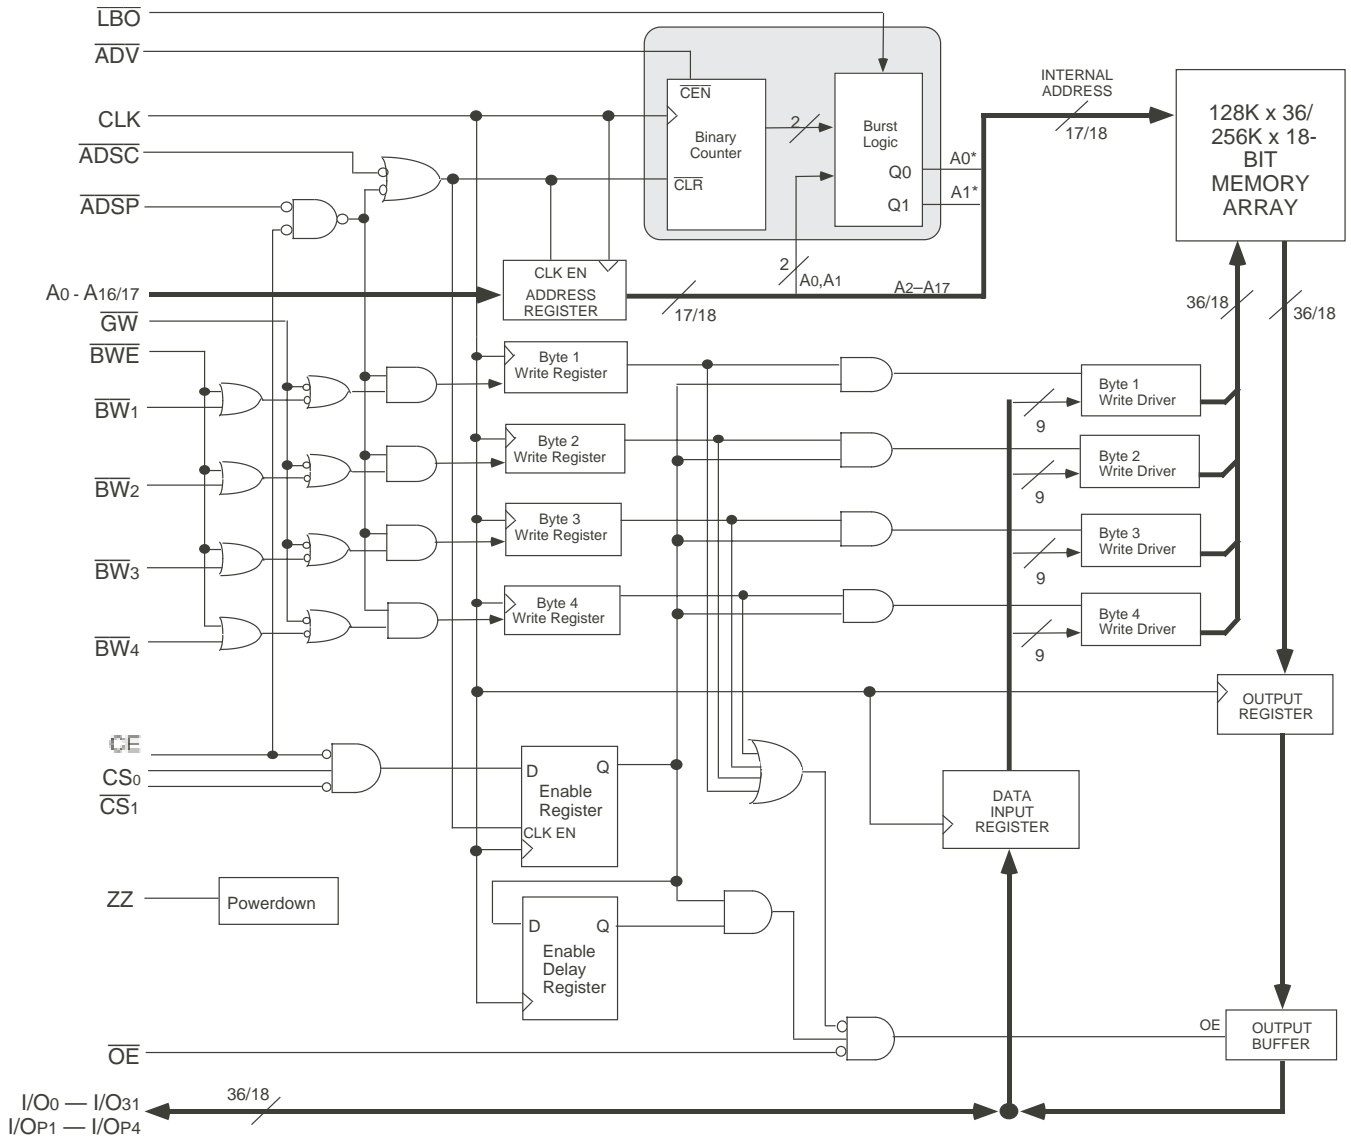 LBO
ADV
CLK
ADSC
ADSP
A0 - A16/17
GW
BWE
BW1
BW2
BW3
BW4
CE
CS0
CS1
ZZ
Powerdown
OE
I/O0 — I/O31
I/OP1 — I/OP4
36/18
CEN
Binary
Counter
CLR
2
Burst
Logic
Q0
Q1
A0*
A1*
2
A0,A1
A2–A17
CLK EN
ADDRESS
REGISTER
17/18
INTERNAL
ADDRESS
17/18
128K x 36/
256K x 18-
BIT
MEMORY
ARRAY
36/18
36/18
Byte 1
Write Register
Byte 2
Write Register
Byte 3
Write Register
Byte 4
Write Register
9
Byte 1
Write Driver
9
Byte 2
Write Driver
9
Byte 3
Write Driver
9
Byte 4
Write Driver
OUTPUT
REGISTER
D
Q
Enable
Register
CLK EN
DATA
INPUT
REGISTER
D
Q
Enable
Delay
Register
OE
OUTPUT
BUFFER